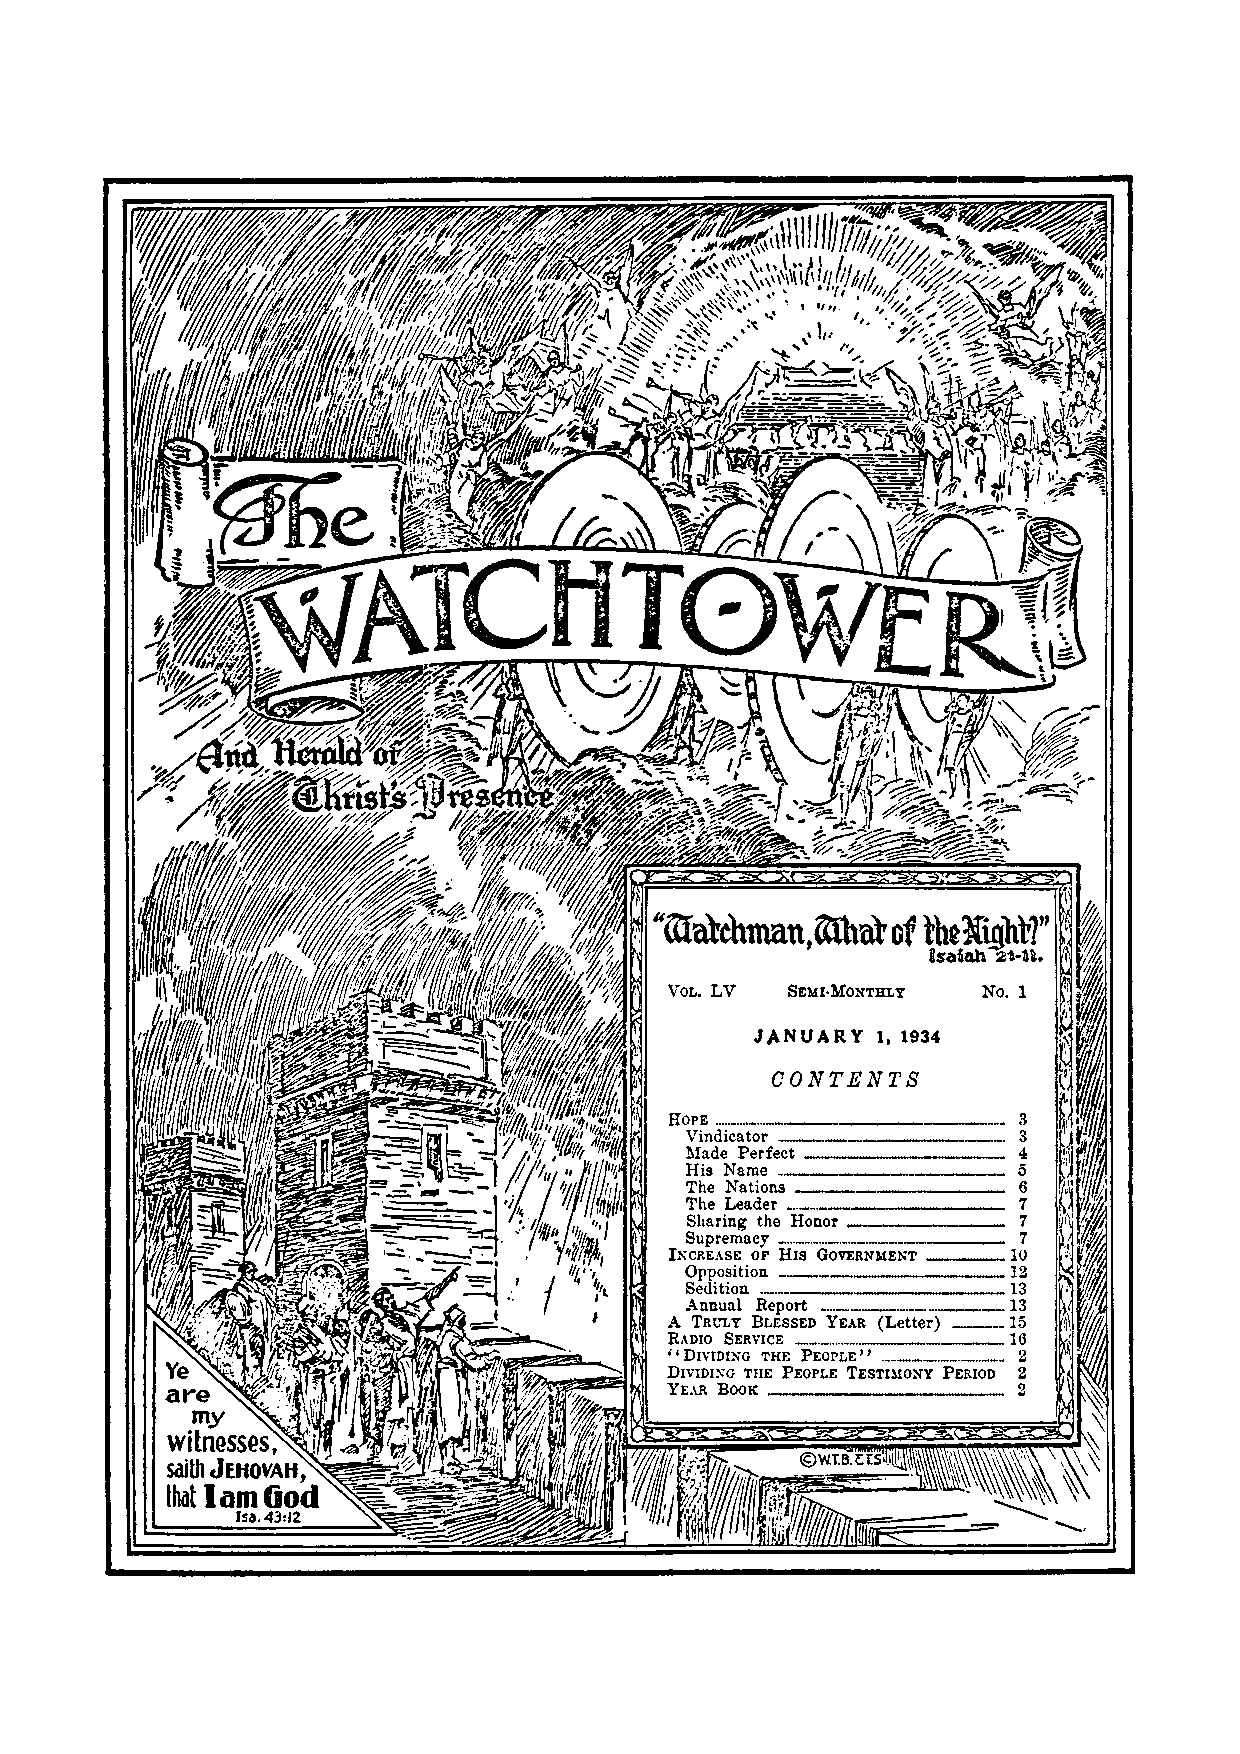 The
WATCHTOWER
And Herald of
Christ's Presence
"Watchman, What of the Night?"
Isaiah 21-11.
VOL. LV SEMI-MONTHLY No. 1
JANUARY 1, 1934
CONTENTS
HOPE 3
Vindicator 3
Made Perfect 4
His Name 5
The Nations 6
The Leader 7
Sharing the Honor 7
Supremacy 7
INCREASE OF HIS GOVERNMENT 10
Opposition 12
Sedition 13
Annual Report 13
A TRULY BLESSED YEAR (Letter) 15
RADIO SERVICE 16
"DIVIDING THE PEOPLE" 2
DIVIDING THE PEOPLE TESTIMONY PERIOD 2
YEAR BOOK 2
Ye
are
my
witnesses,
saith JEHOVAH,
that I am God
Isa. 43:12
©W.T.B.&T.S.